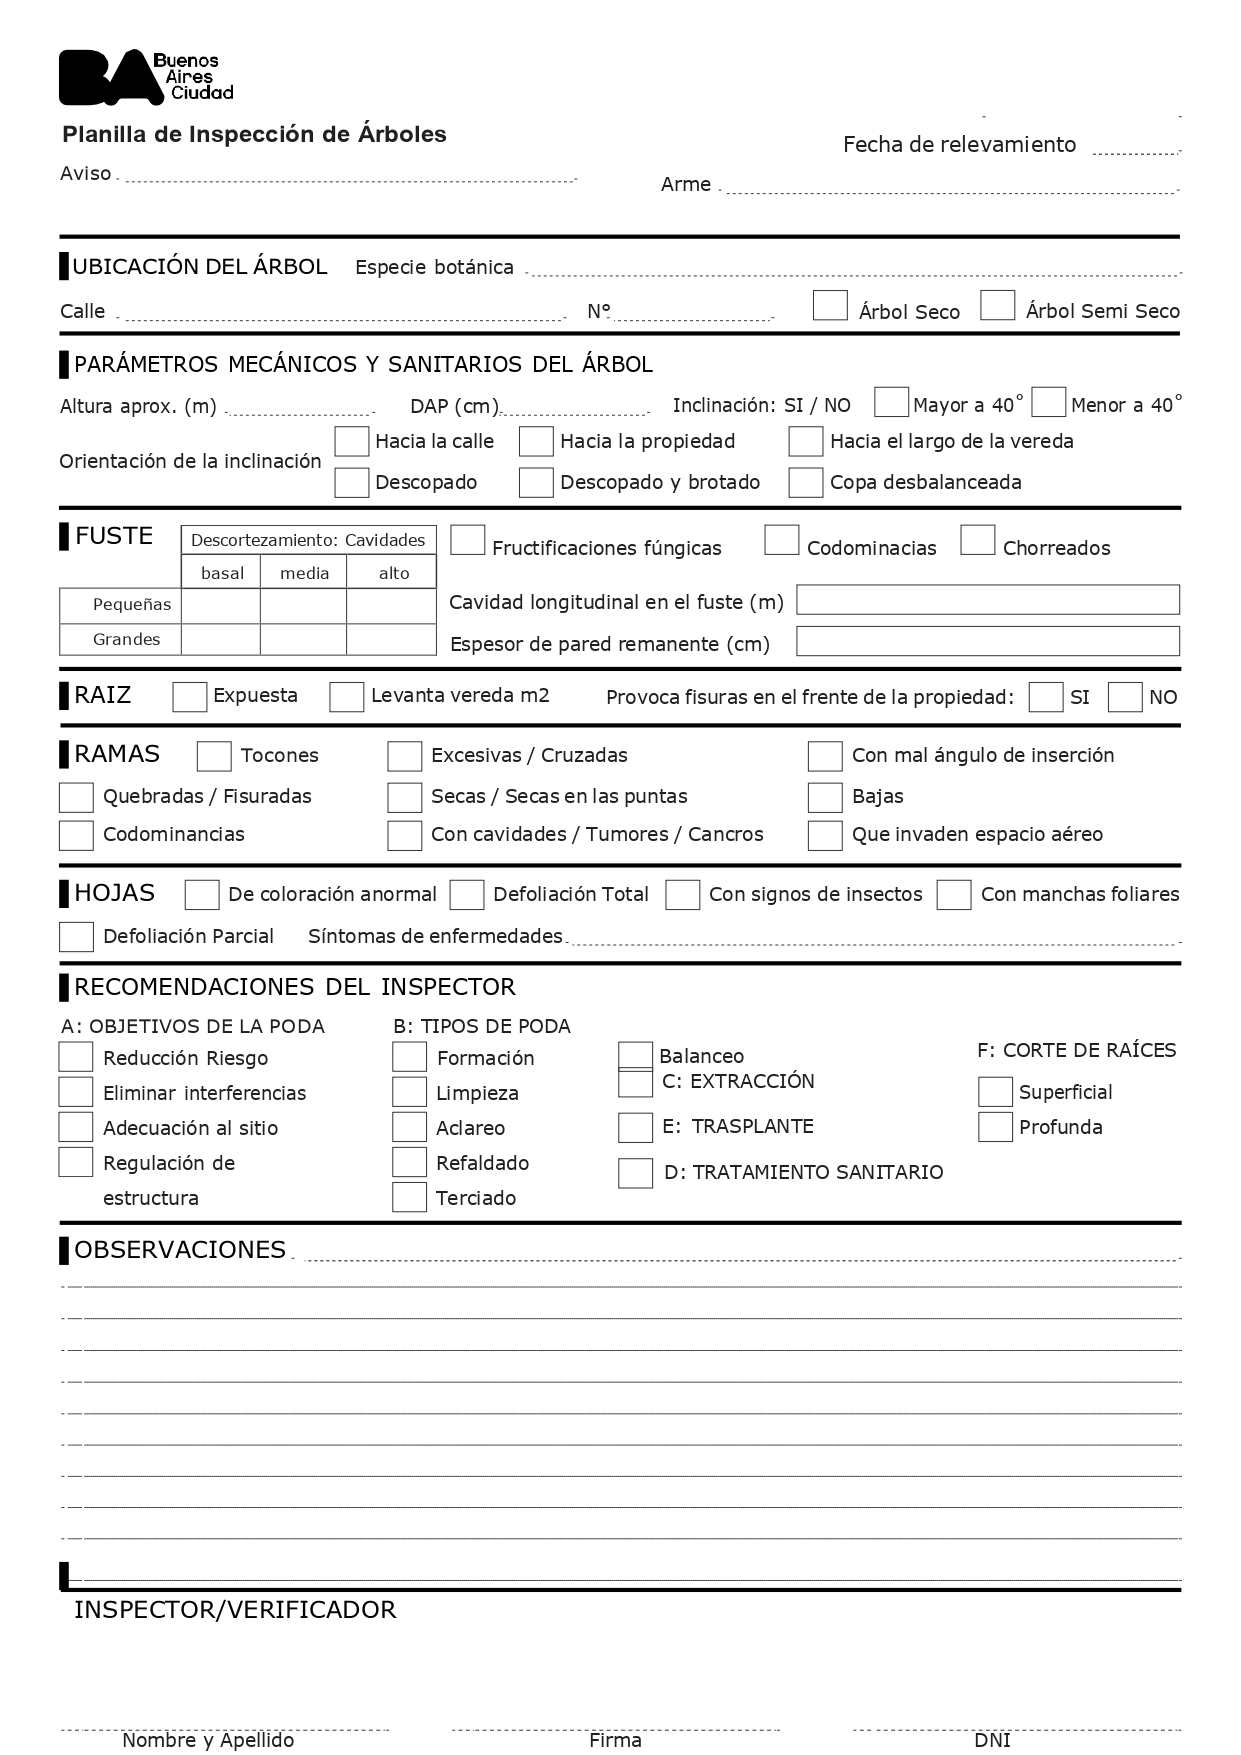 BA Buenos
Aires
Ciudad
Planilla de Inspección de Árboles
Fecha de relevamiento
Aviso
Arme
UBICACIÓN DEL ÁRBOL Especie botánica
Calle N° Árbol Seco Árbol Semi Seco
PARÁMETROS MECÁNICOS Y SANITARIOS DEL ÁRBOL
Altura aprox. (m) DAP (cm) Inclinación: SI / NO Mayor a 40° Menor a 40°
Orientación de la inclinación
Hacia la calle Hacia la propiedad Hacia el largo de la vereda
Descopado Descopado y brotado Copa desbalanceada
FUSTE
Descortezamiento: Cavidades
basal media alto
Pequeñas
Grandes
Fructificaciones fúngicas Codominacias Chorreados
Cavidad longitudinal en el fuste (m)
Espesor de pared remanente (cm)
RAIZ Expuesta Levanta vereda m2 Provoca fisuras en el frente de la propiedad: SI NO
RAMAS Tocones Excesivas / Cruzadas Con mal ángulo de inserción
Quebradas / Fisuradas Secas / Secas en las puntas Bajas
Codominancias Con cavidades / Tumores / Cancros Que invaden espacio aéreo
HOJAS De coloración anormal Defoliación Total Con signos de insectos Con manchas foliares
Defoliación Parcial Síntomas de enfermedades
RECOMENDACIONES DEL INSPECTOR
A: OBJETIVOS DE LA PODA
Reducción Riesgo
Eliminar interferencias
Adecuación al sitio
Regulación de
estructura
B: TIPOS DE PODA
Formación
Limpieza
Aclareo
Refaldado
Terciado
Balanceo
C: EXTRACCIÓN
E: TRASPLANTE
D: TRATAMIENTO SANITARIO
F: CORTE DE RAÍCES
Superficial
Profunda
OBSERVACIONES
INSPECTOR/VERIFICADOR
Nombre y Apellido Firma DNI